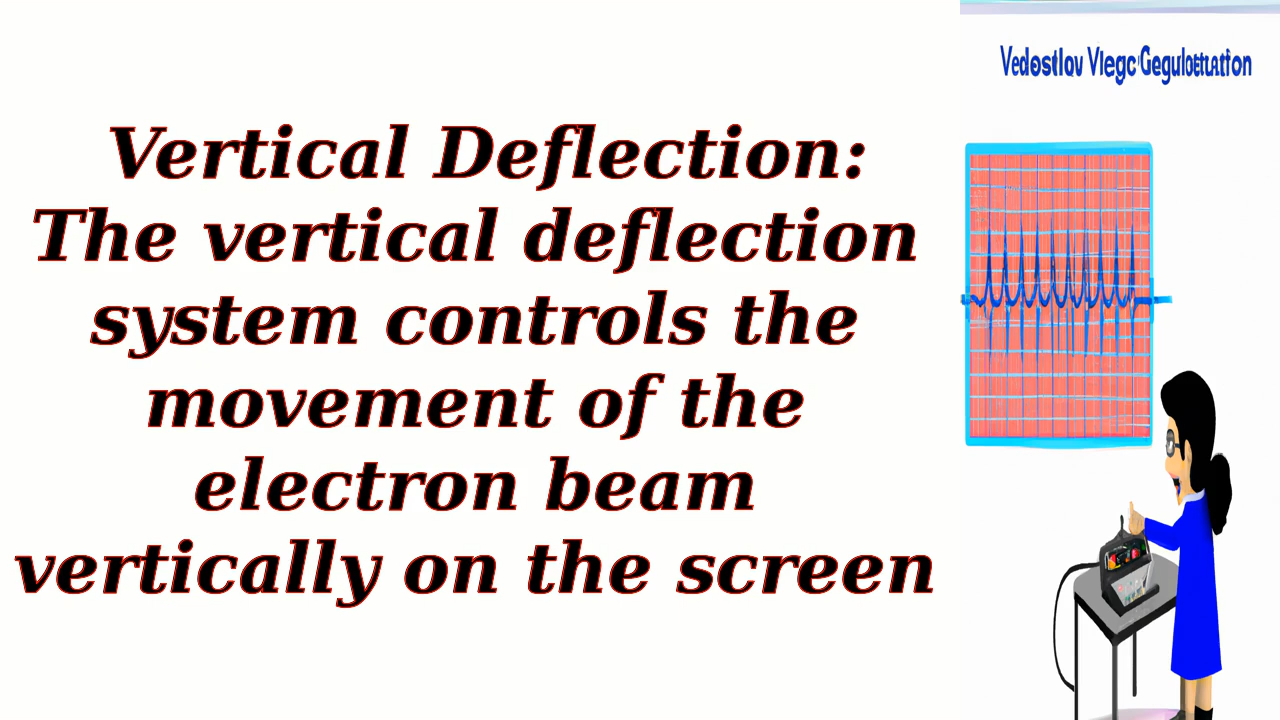 Vertical Deflection:
The vertical deflection
system controls the
movement of the
electron beam
vertically on the screen